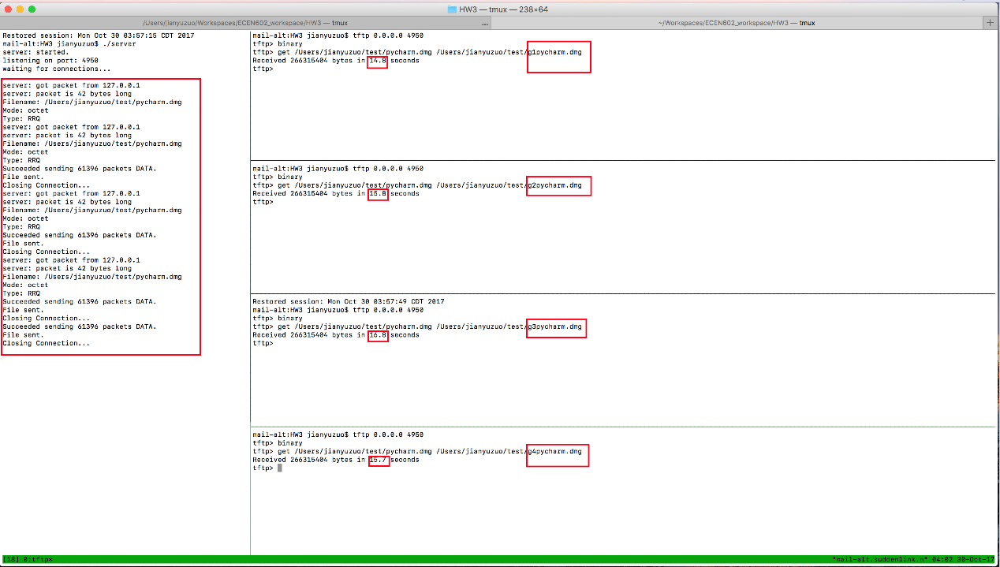 HW3 — tmux — 238×64
/Users/jianyuzuo/Workspaces/ECEN602_workspace/HW3 — tmux ...
~/Workspaces/ECEN602_workspace/HW3 — tmux +
Restored session: Mon Oct 30 03:57:15 CDT 2017
mail-alt:HW3 jianyuzuo$ ./server
server: started.
listening on port: 4950
waiting for connections...
server: got packet from 127.0.0.1
server: packet is 42 bytes long
Filename: /Users/jianyuzuo/test/pycharm.dmg
Mode: octet
Type: RRQ
server: got packet from 127.0.0.1
server: packet is 42 bytes long
Filename: /Users/jianyuzuo/test/pycharm.dmg
Mode: octet
Type: RRQ
Succeeded sending 61396 packets DATA.
File sent.
Closing Connection...
server: got packet from 127.0.0.1
server: packet is 42 bytes long
Filename: /Users/jianyuzuo/test/pycharm.dmg
Mode: octet
Type: RRQ
Succeeded sending 61396 packets DATA.
File sent.
Closing Connection...
server: got packet from 127.0.0.1
server: packet is 42 bytes long
Filename: /Users/jianyuzuo/test/pycharm.dmg
Mode: octet
Type: RRQ
Succeeded sending 61396 packets DATA.
File sent.
Closing Connection...
Succeeded sending 61396 packets DATA.
File sent.
Closing Connection...
mail-alt:HW3 jianyuzuo$ tftp 0.0.0.0 4950
tftp> binary
tftp> get /Users/jianyuzuo/test/pycharm.dmg /Users/jianyuzuo/test/g1pycharm.dmg
Received 266315404 bytes in 14.8 seconds
tftp>
mail-alt:HW3 jianyuzuo$ tftp 0.0.0.0 4950
tftp> binary
tftp> get /Users/jianyuzuo/test/pycharm.dmg /Users/jianyuzuo/test/g2pycharm.dmg
Received 266315404 bytes in 15.8 seconds
tftp>
Restored session: Mon Oct 30 03:57:49 CDT 2017
mail-alt:HW3 jianyuzuo$ tftp 0.0.0.0 4950
tftp> binary
tftp> get /Users/jianyuzuo/test/pycharm.dmg /Users/jianyuzuo/test/g3pycharm.dmg
Received 266315404 bytes in 16.8 seconds
tftp>
mail-alt:HW3 jianyuzuo$ tftp 0.0.0.0 4950
tftp> binary
tftp> get /Users/jianyuzuo/test/pycharm.dmg /Users/jianyuzuo/test/g4pycharm.dmg
Received 266315404 bytes in 15.7 seconds
tftp>
[18] 0:tftp* "mail-alt.suddenlink.n" 04:02 30-Oct-17